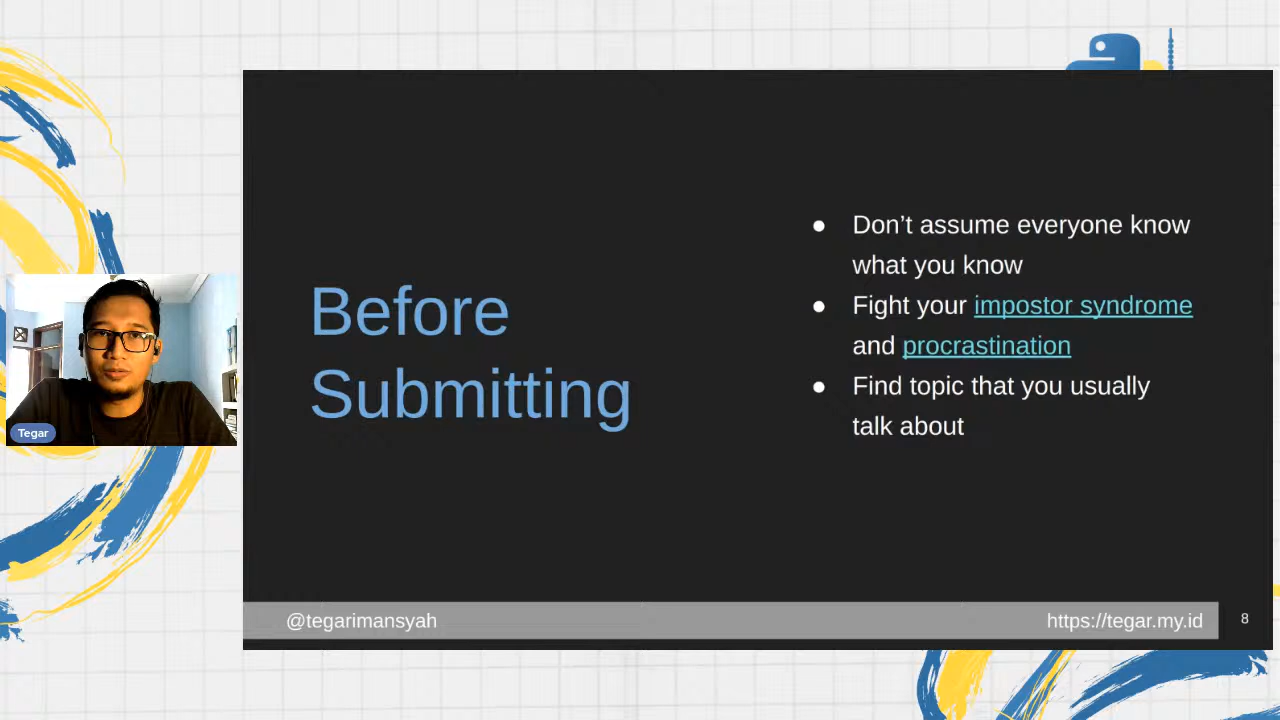 Before
Submitting
● Don’t assume everyone know
what you know
● Fight your impostor syndrome
and procrastination
● Find topic that you usually
talk about
Tegar
@tegarimansyah
https://tegar.my.id
8